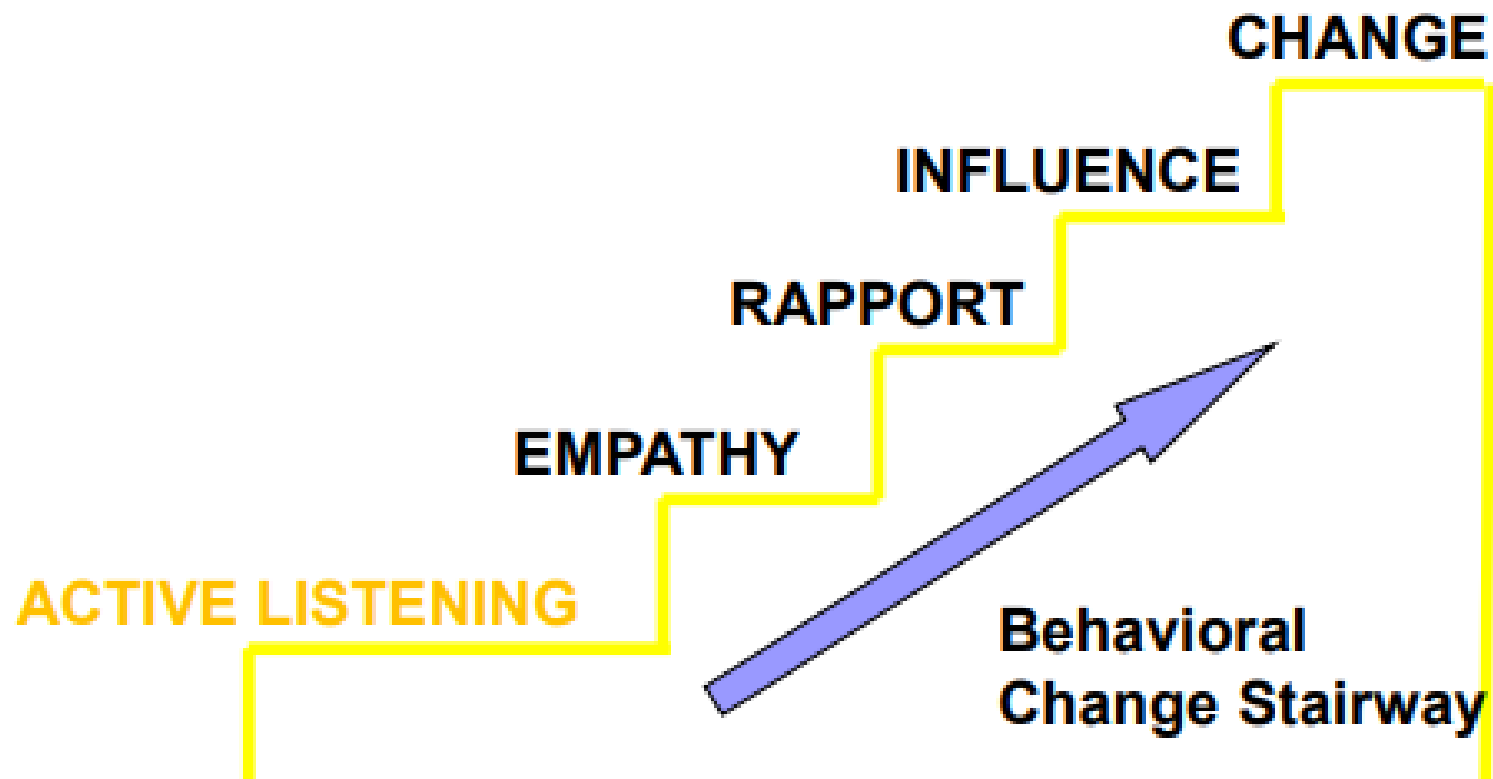 CHANGE
INFLUENCE
RAPPORT
EMPATHY
ACTIVE LISTENING
Behavioral
Change Stairway